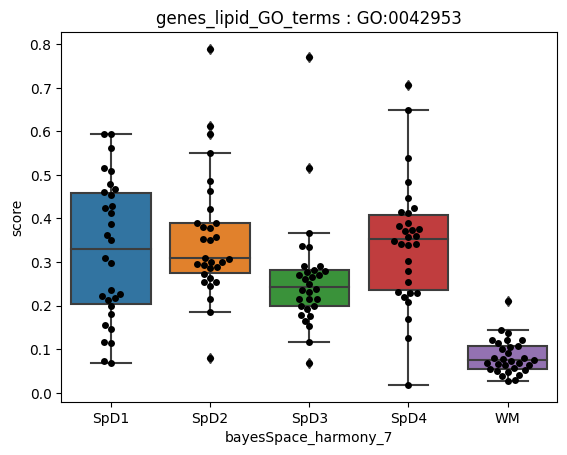 genes_lipid_GO_terms : GO:0042953
score
0.8
0.7
0.6
0.5
0.4
0.3
0.2
0.1
0.0
SpD1 SpD2 SpD3 SpD4 WM
bayesSpace_harmony_7